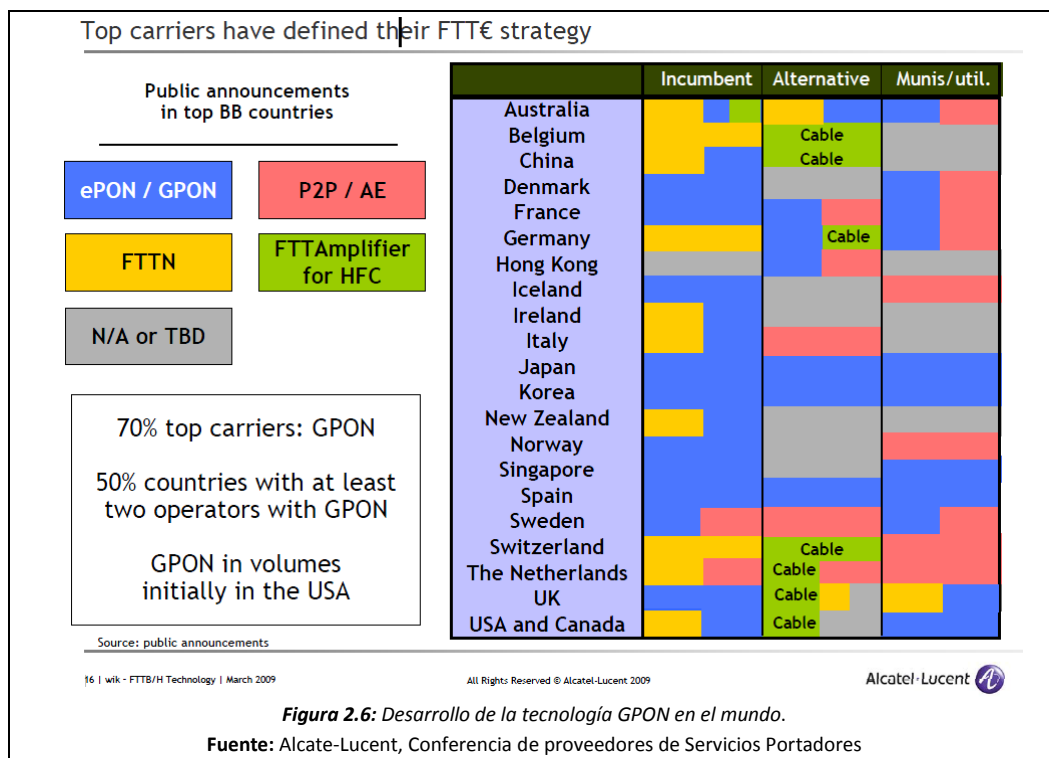 Top carriers have defined their FTT€ strategy
Public announcements
in top BB countries
ePON / GPON
P2P / AE
FTTN
FTTAmplifier
for HFC
N/A or TBD
70% top carriers: GPON
50% countries with at least
two operators with GPON
GPON in volumes
initially in the USA
Source: public announcements
Incumbent Alternative Munis/util.
Australia
Belgium Cable
China Cable
Denmark
France
Germany Cable
Hong Kong
Iceland
Ireland
Italy
Japan
Korea
New Zealand
Norway
Singapore
Spain
Sweden
Switzerland Cable
The Netherlands Cable
UK Cable
USA and Canada Cable
16 | wik - FTTB/H Technology | March 2009
All Rights Reserved © Alcatel-Lucent 2009
Alcatel·Lucent
Figura 2.6: Desarrollo de la tecnología GPON en el mundo.
Fuente: Alcate-Lucent, Conferencia de proveedores de Servicios Portadores